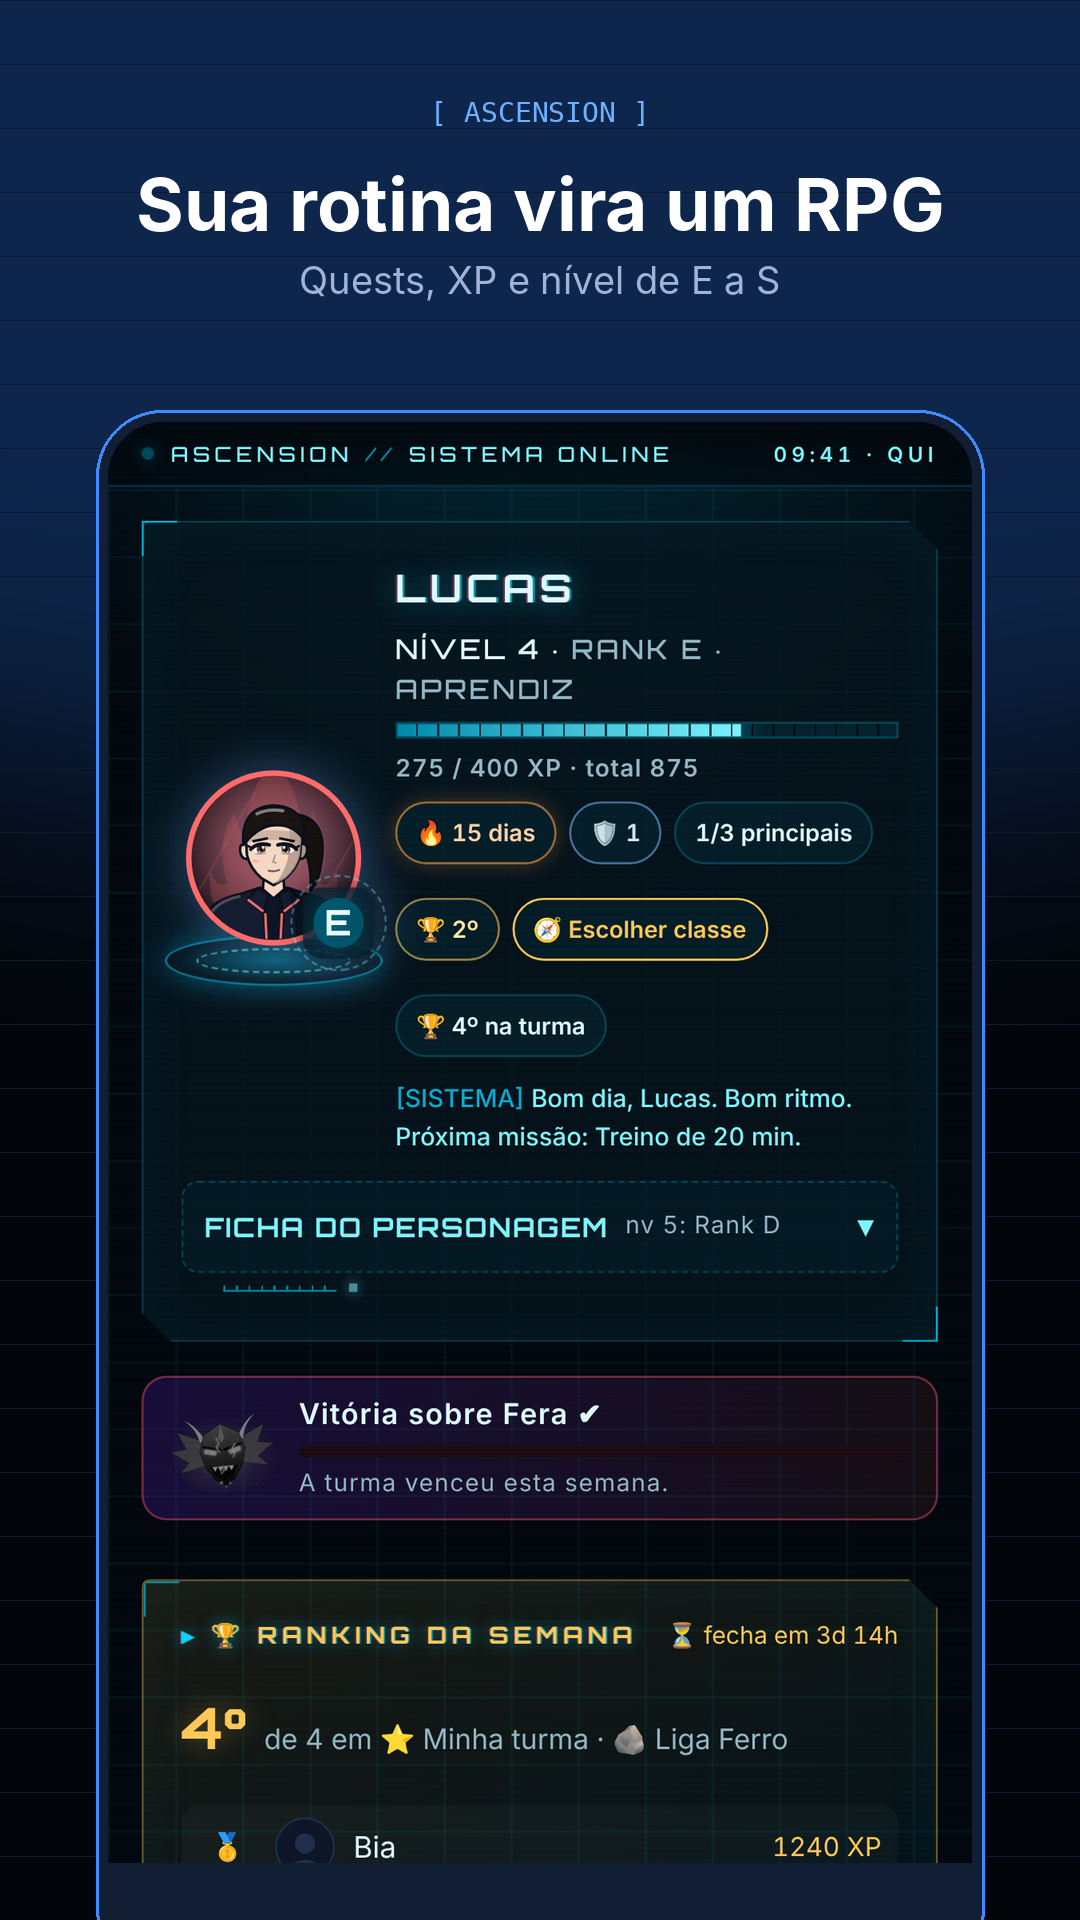 [ ASCENSION ]
Sua rotina vira um RPG
Quests, XP e nível de E a S
ASCENSION // SISTEMA ONLINE
09:41 · QUI
LUCAS
NÍVEL 4 · RANK E ·
APRENDIZ
275 / 400 XP · total 875
🔥 15 dias
🛡️ 1
1/3 principais
E
🏆 2º
🧭 Escolher classe
🏆 4º na turma
[SISTEMA] Bom dia, Lucas. Bom ritmo.
Próxima missão: Treino de 20 min.
FICHA DO PERSONAGEM nv 5: Rank D ▼
Vitória sobre Fera ✔
A turma venceu esta semana.
▸ 🏆 RANKING DA SEMANA
⏳ fecha em 3d 14h
4º de 4 em ⭐ Minha turma · 🪨 Liga Ferro
🥇 Bia 1240 XP